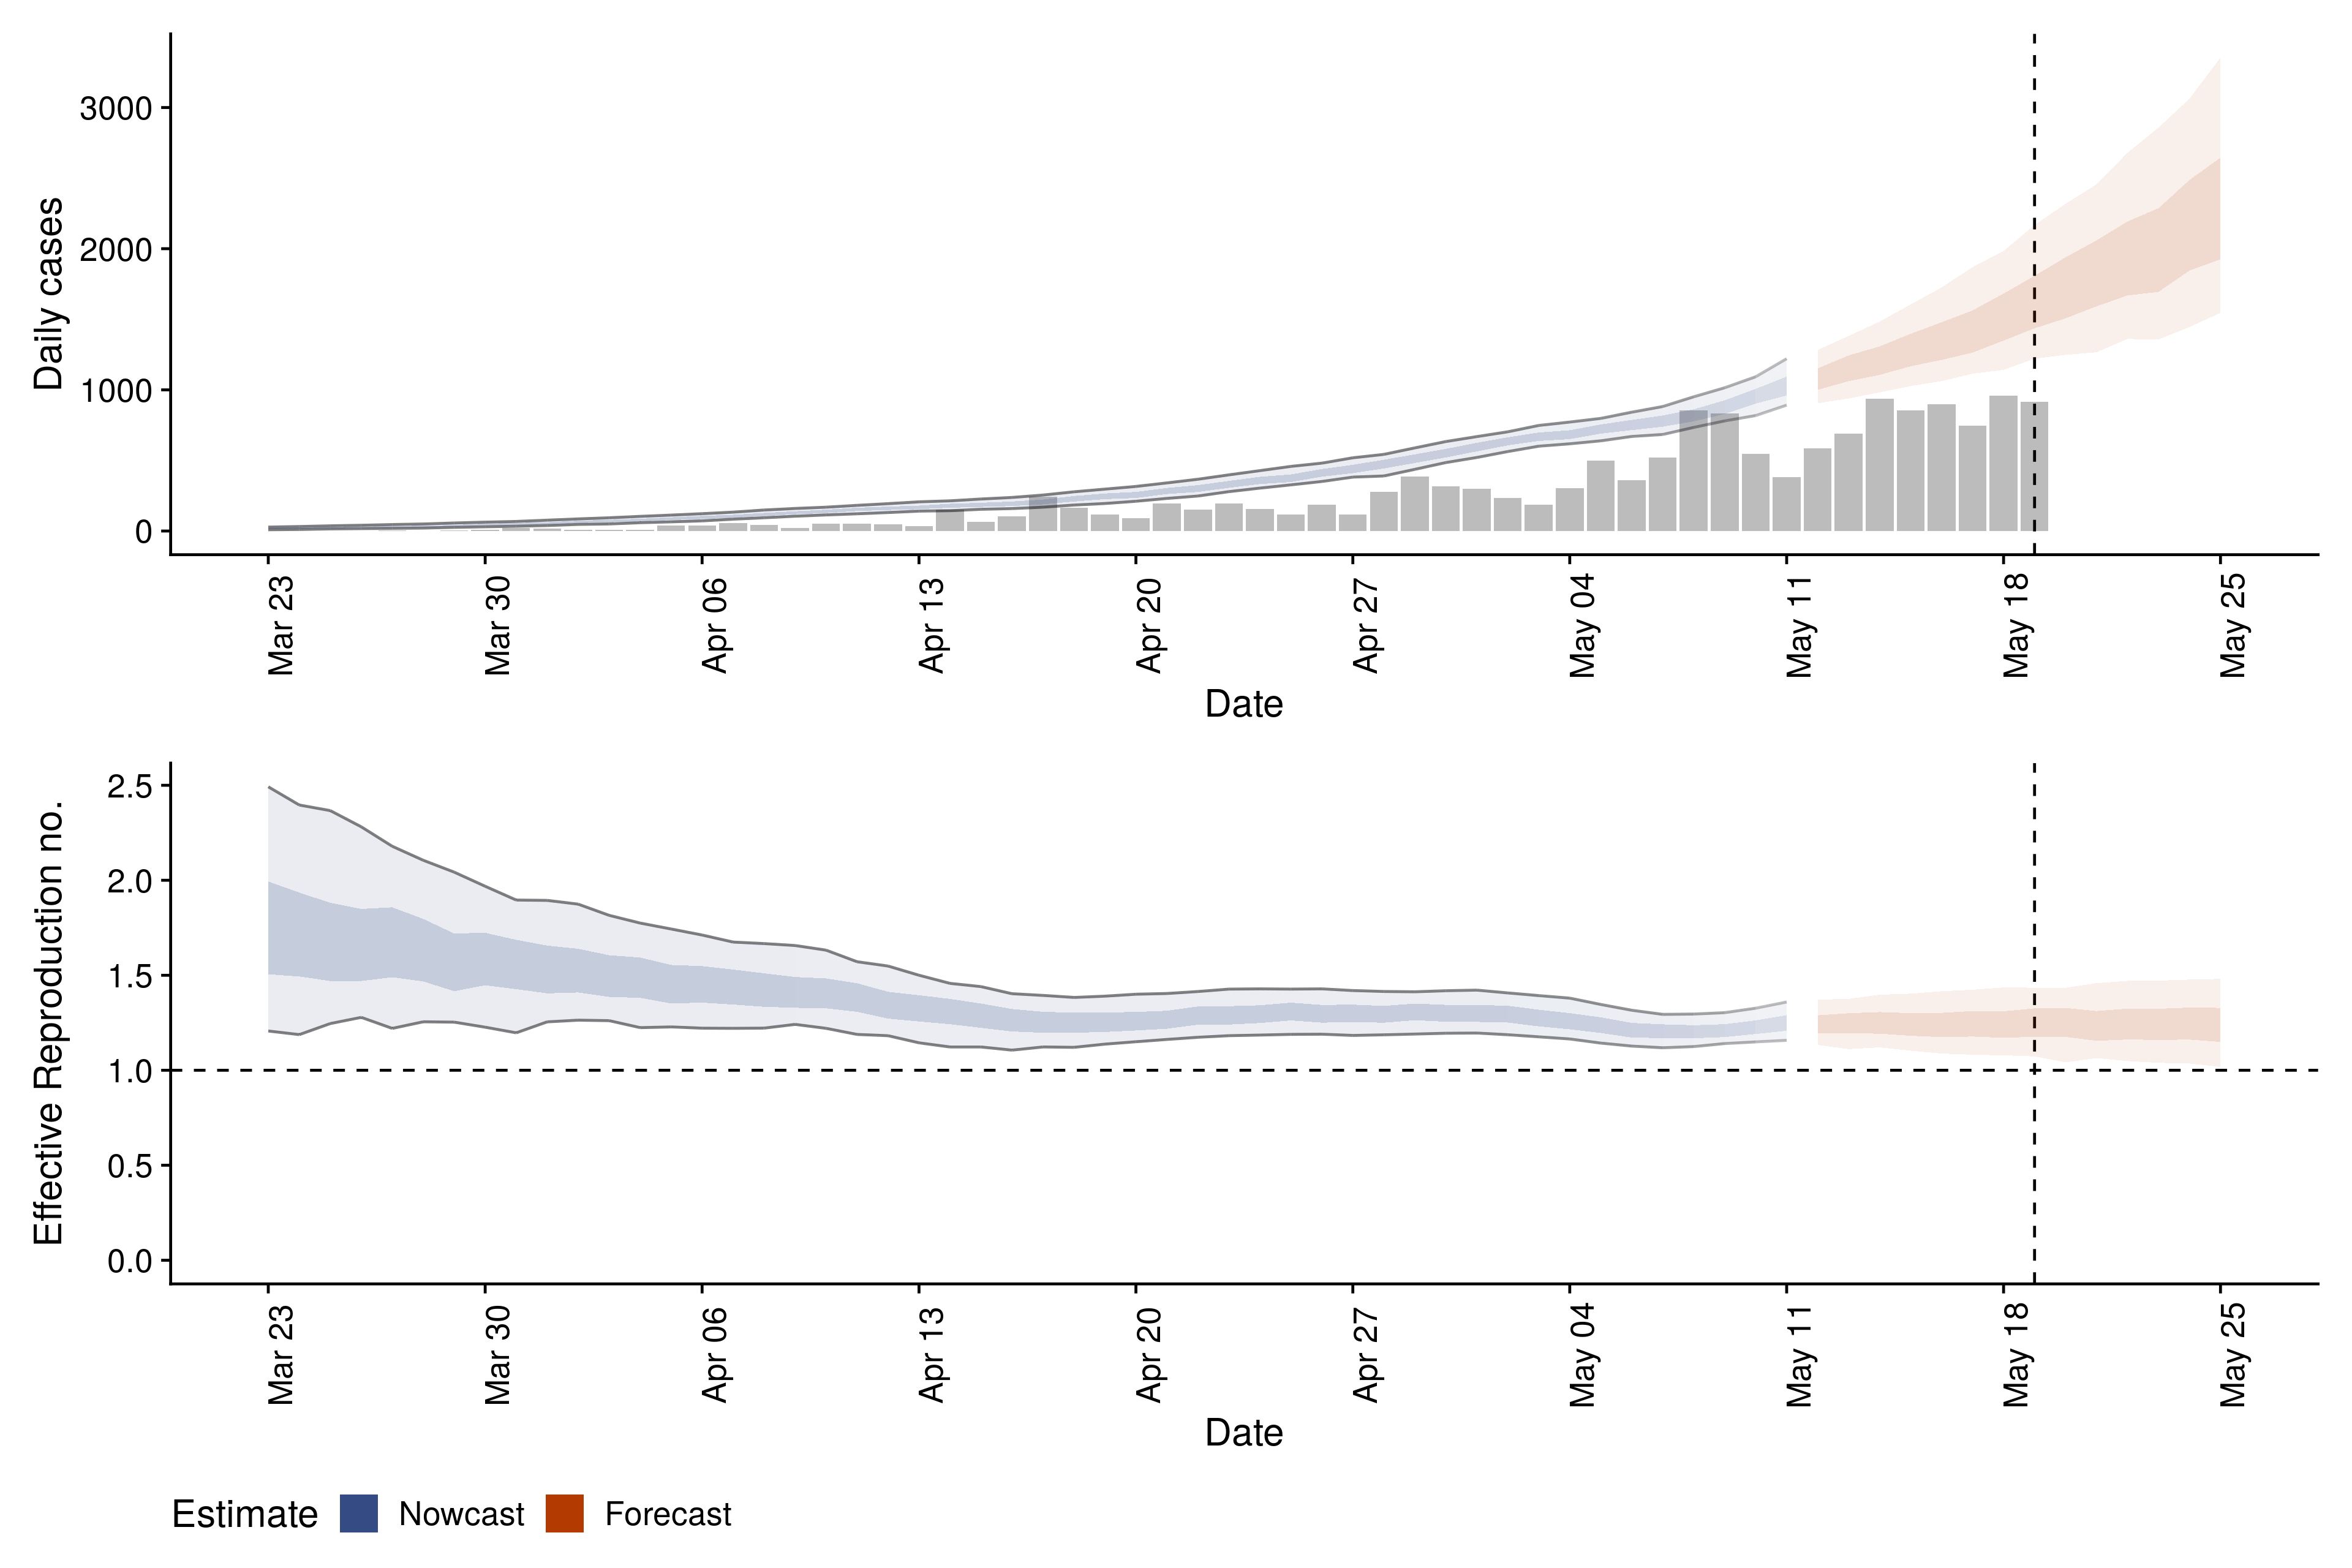 Daily cases
3000
2000
1000
0
Mar 23
Mar 30
Apr 06
Apr 13
Apr 20
Apr 27
May 04
May 11
May 18
May 25
Date
Effective Reproduction no.
2.5
2.0
1.5
1.0
0.5
0.0
Mar 23
Mar 30
Apr 06
Apr 13
Apr 20
Apr 27
May 04
May 11
May 18
May 25
Date
Estimate Nowcast Forecast